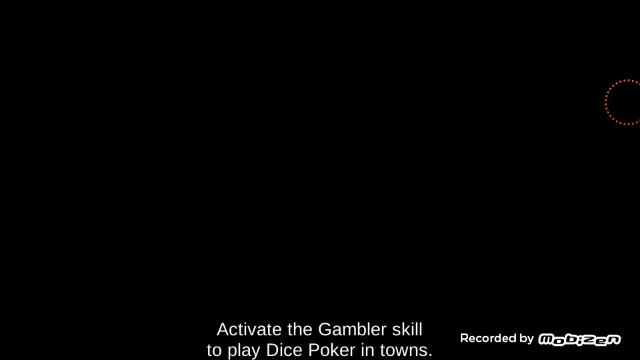 Activate the Gambler skill
to play Dice Poker in towns.
Recorded by mobizen